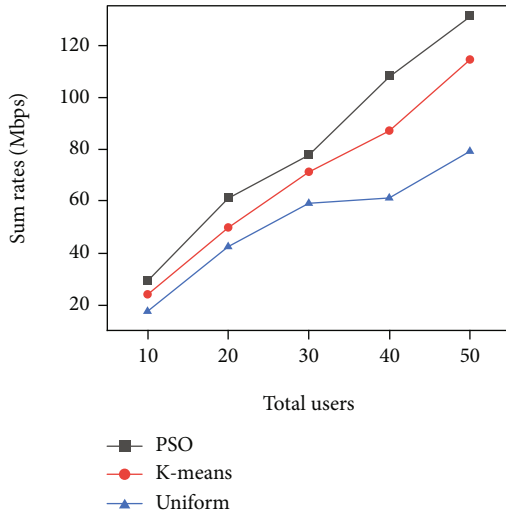 Sum rates (Mbps)
120
100
80
60
40
20
10 20 30 40 50
Total users
PSO
K-means
Uniform